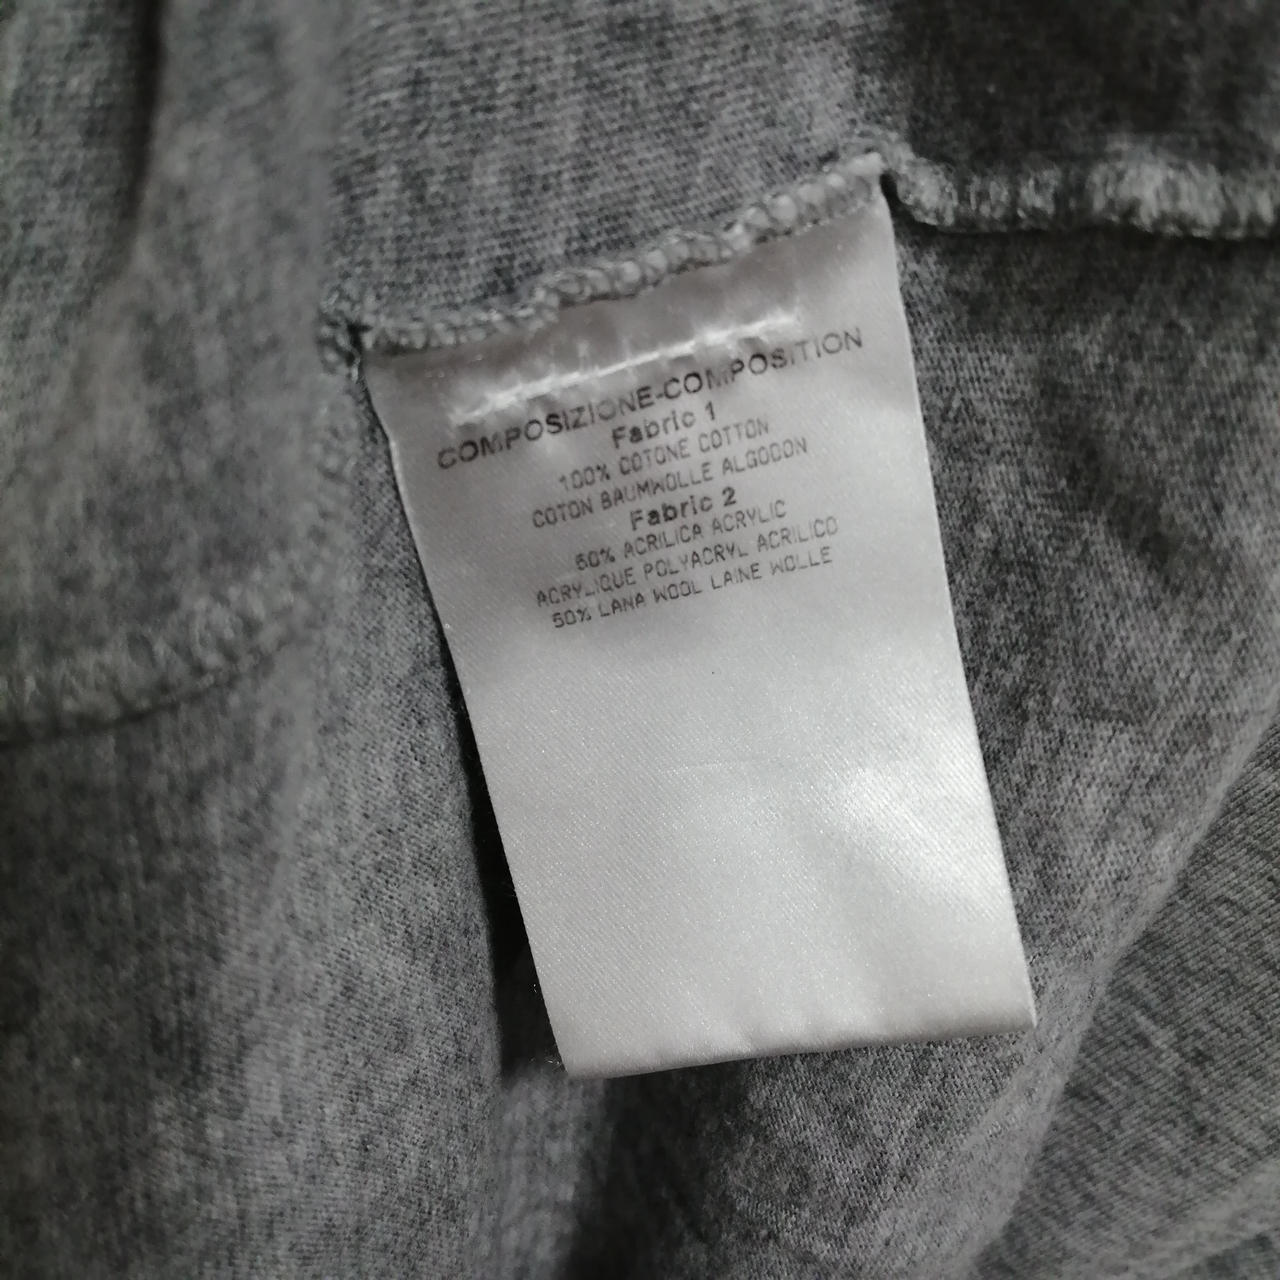 COMPOSIZIONE-COMPOSITION
Fabric 1
100% COTONE COTTON
COTON BAUMWOLLE ALGODON
Fabric 2
50% ACRILICA ACRYLIC
ACRYLIQUE POLYACRYL ACRILICO
50% LANA WOOL LAINE WOLLE